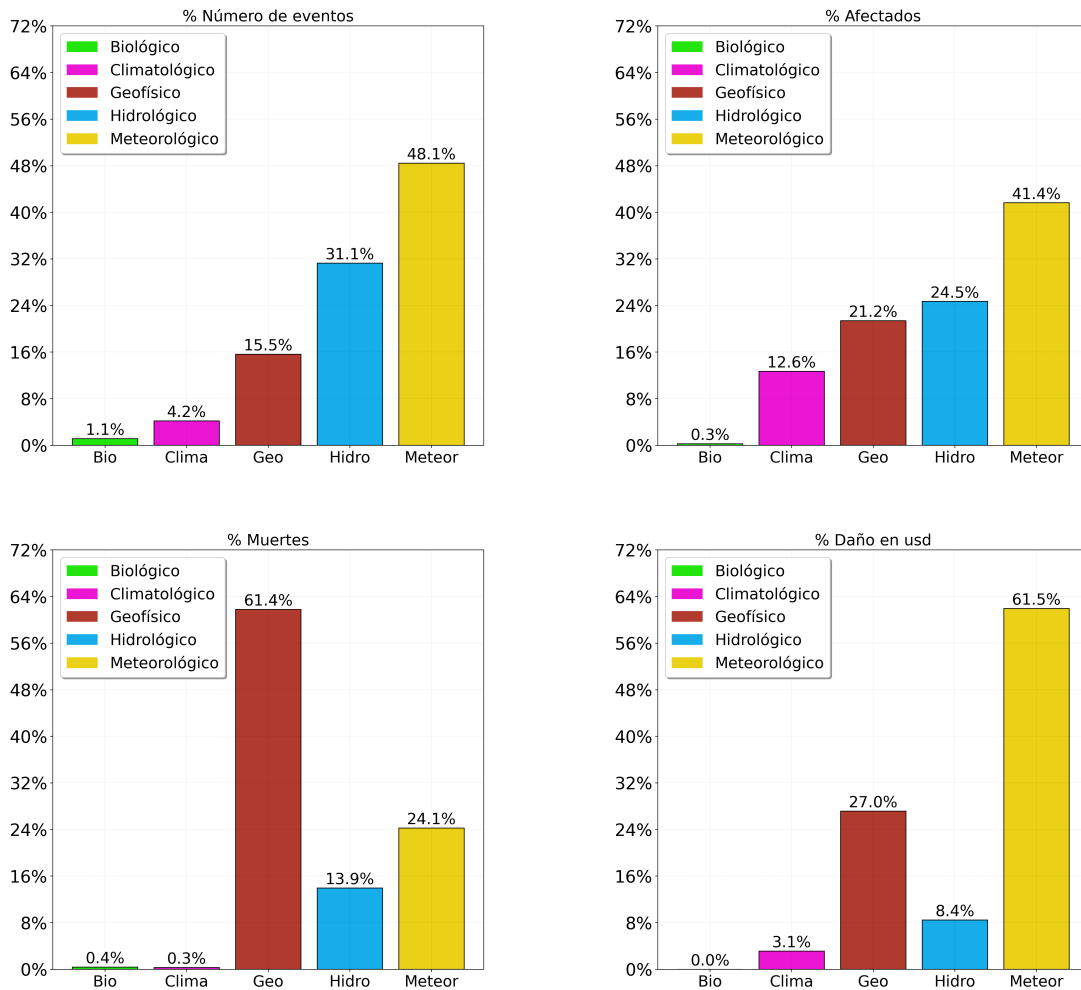 % Número de eventos
72%
64%
56%
48%
40%
32%
24%
16%
8%
0%
Biológico
Climatológico
Geofísico
Hidrológico
Meteorológico
1.1%
4.2%
15.5%
31.1%
48.1%
Bio Clima Geo Hidro Meteor
% Afectados
72%
64%
56%
48%
40%
32%
24%
16%
8%
0%
Biológico
Climatológico
Geofísico
Hidrológico
Meteorológico
0.3%
12.6%
21.2%
24.5%
41.4%
Bio Clima Geo Hidro Meteor
% Muertes
72%
64%
56%
48%
40%
32%
24%
16%
8%
0%
Biológico
Climatológico
Geofísico
Hidrológico
Meteorológico
0.4%
0.3%
61.4%
13.9%
24.1%
Bio Clima Geo Hidro Meteor
% Daño en usd
72%
64%
56%
48%
40%
32%
24%
16%
8%
0%
Biológico
Climatológico
Geofísico
Hidrológico
Meteorológico
0.0%
3.1%
27.0%
8.4%
61.5%
Bio Clima Geo Hidro Meteor